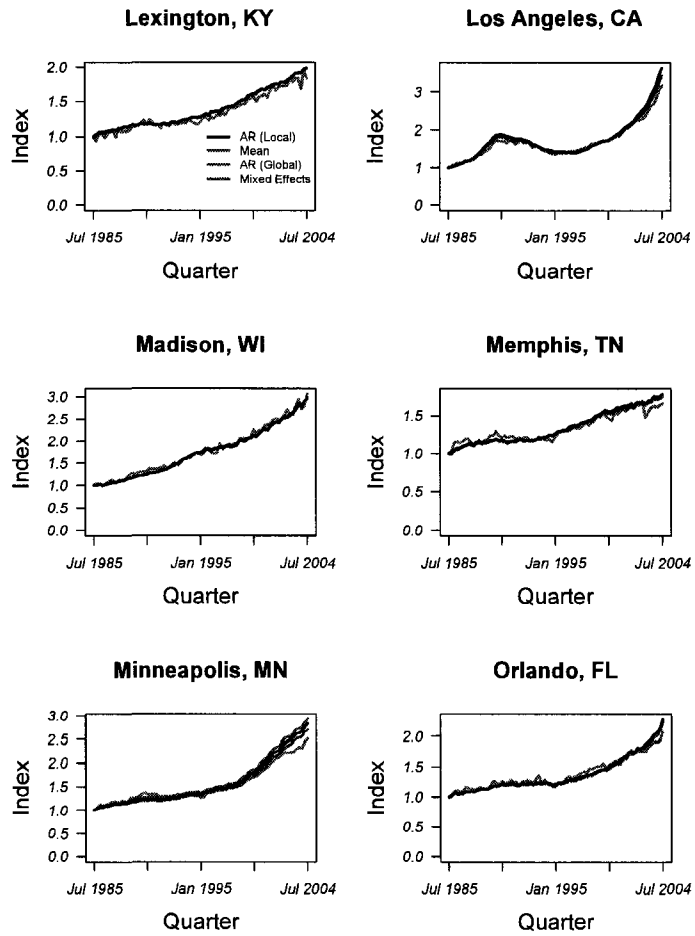 Lexington, KY
Index
2.0
1.5
1.0
0.5
0.0
AR (Local)
Mean
AR (Global)
Mixed Effects
Jul 1985 Jan 1995 Jul 2004
Quarter
Los Angeles, CA
Index
3
2
1
0
Jul 1985 Jan 1995 Jul 2004
Quarter
Madison, WI
Index
3.0
2.5
2.0
1.5
1.0
0.5
0.0
Jul 1985 Jan 1995 Jul 2004
Quarter
Memphis, TN
Index
1.5
1.0
0.5
0.0
Jul 1985 Jan 1995 Jul 2004
Quarter
Minneapolis, MN
Index
3.0
2.5
2.0
1.5
1.0
0.5
0.0
Jul 1985 Jan 1995 Jul 2004
Quarter
Orlando, FL
Index
2.0
1.5
1.0
0.5
0.0
Jul 1985 Jan 1995 Jul 2004
Quarter